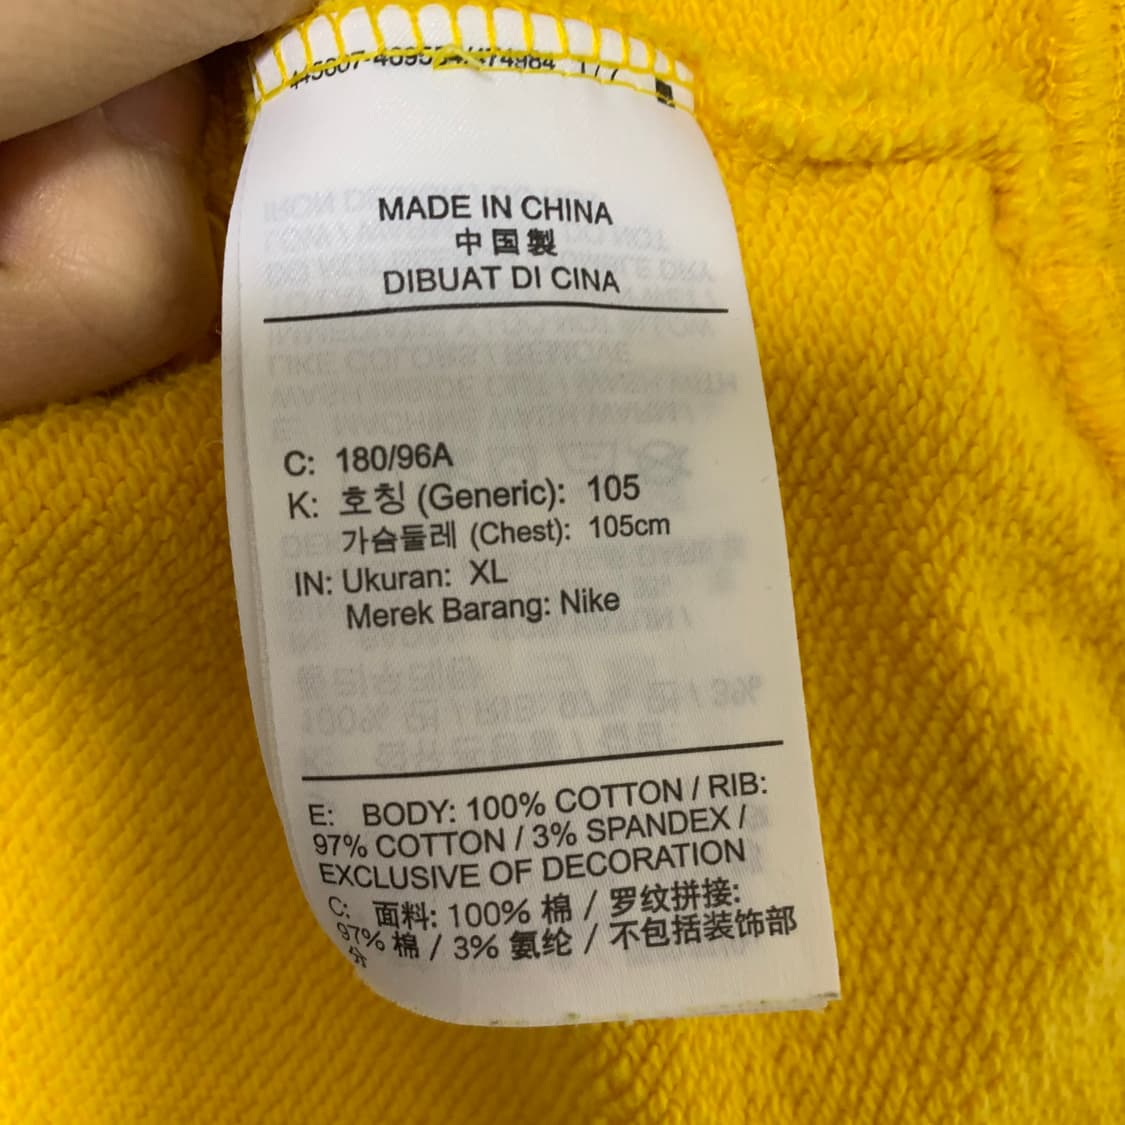 MADE IN CHINA
中国製
DIBUAT DI CINA
C: 180/96A
K: 호칭 (Generic): 105
가슴둘레 (Chest): 105cm
IN: Ukuran: XL
Merek Barang: Nike
E: BODY: 100% COTTON / RIB:
97% COTTON / 3% SPANDEX /
EXCLUSIVE OF DECORATION
C: 面料: 100% 棉 / 罗纹拼接:
97% 棉 / 3% 氨纶 / 不包括装饰部
分